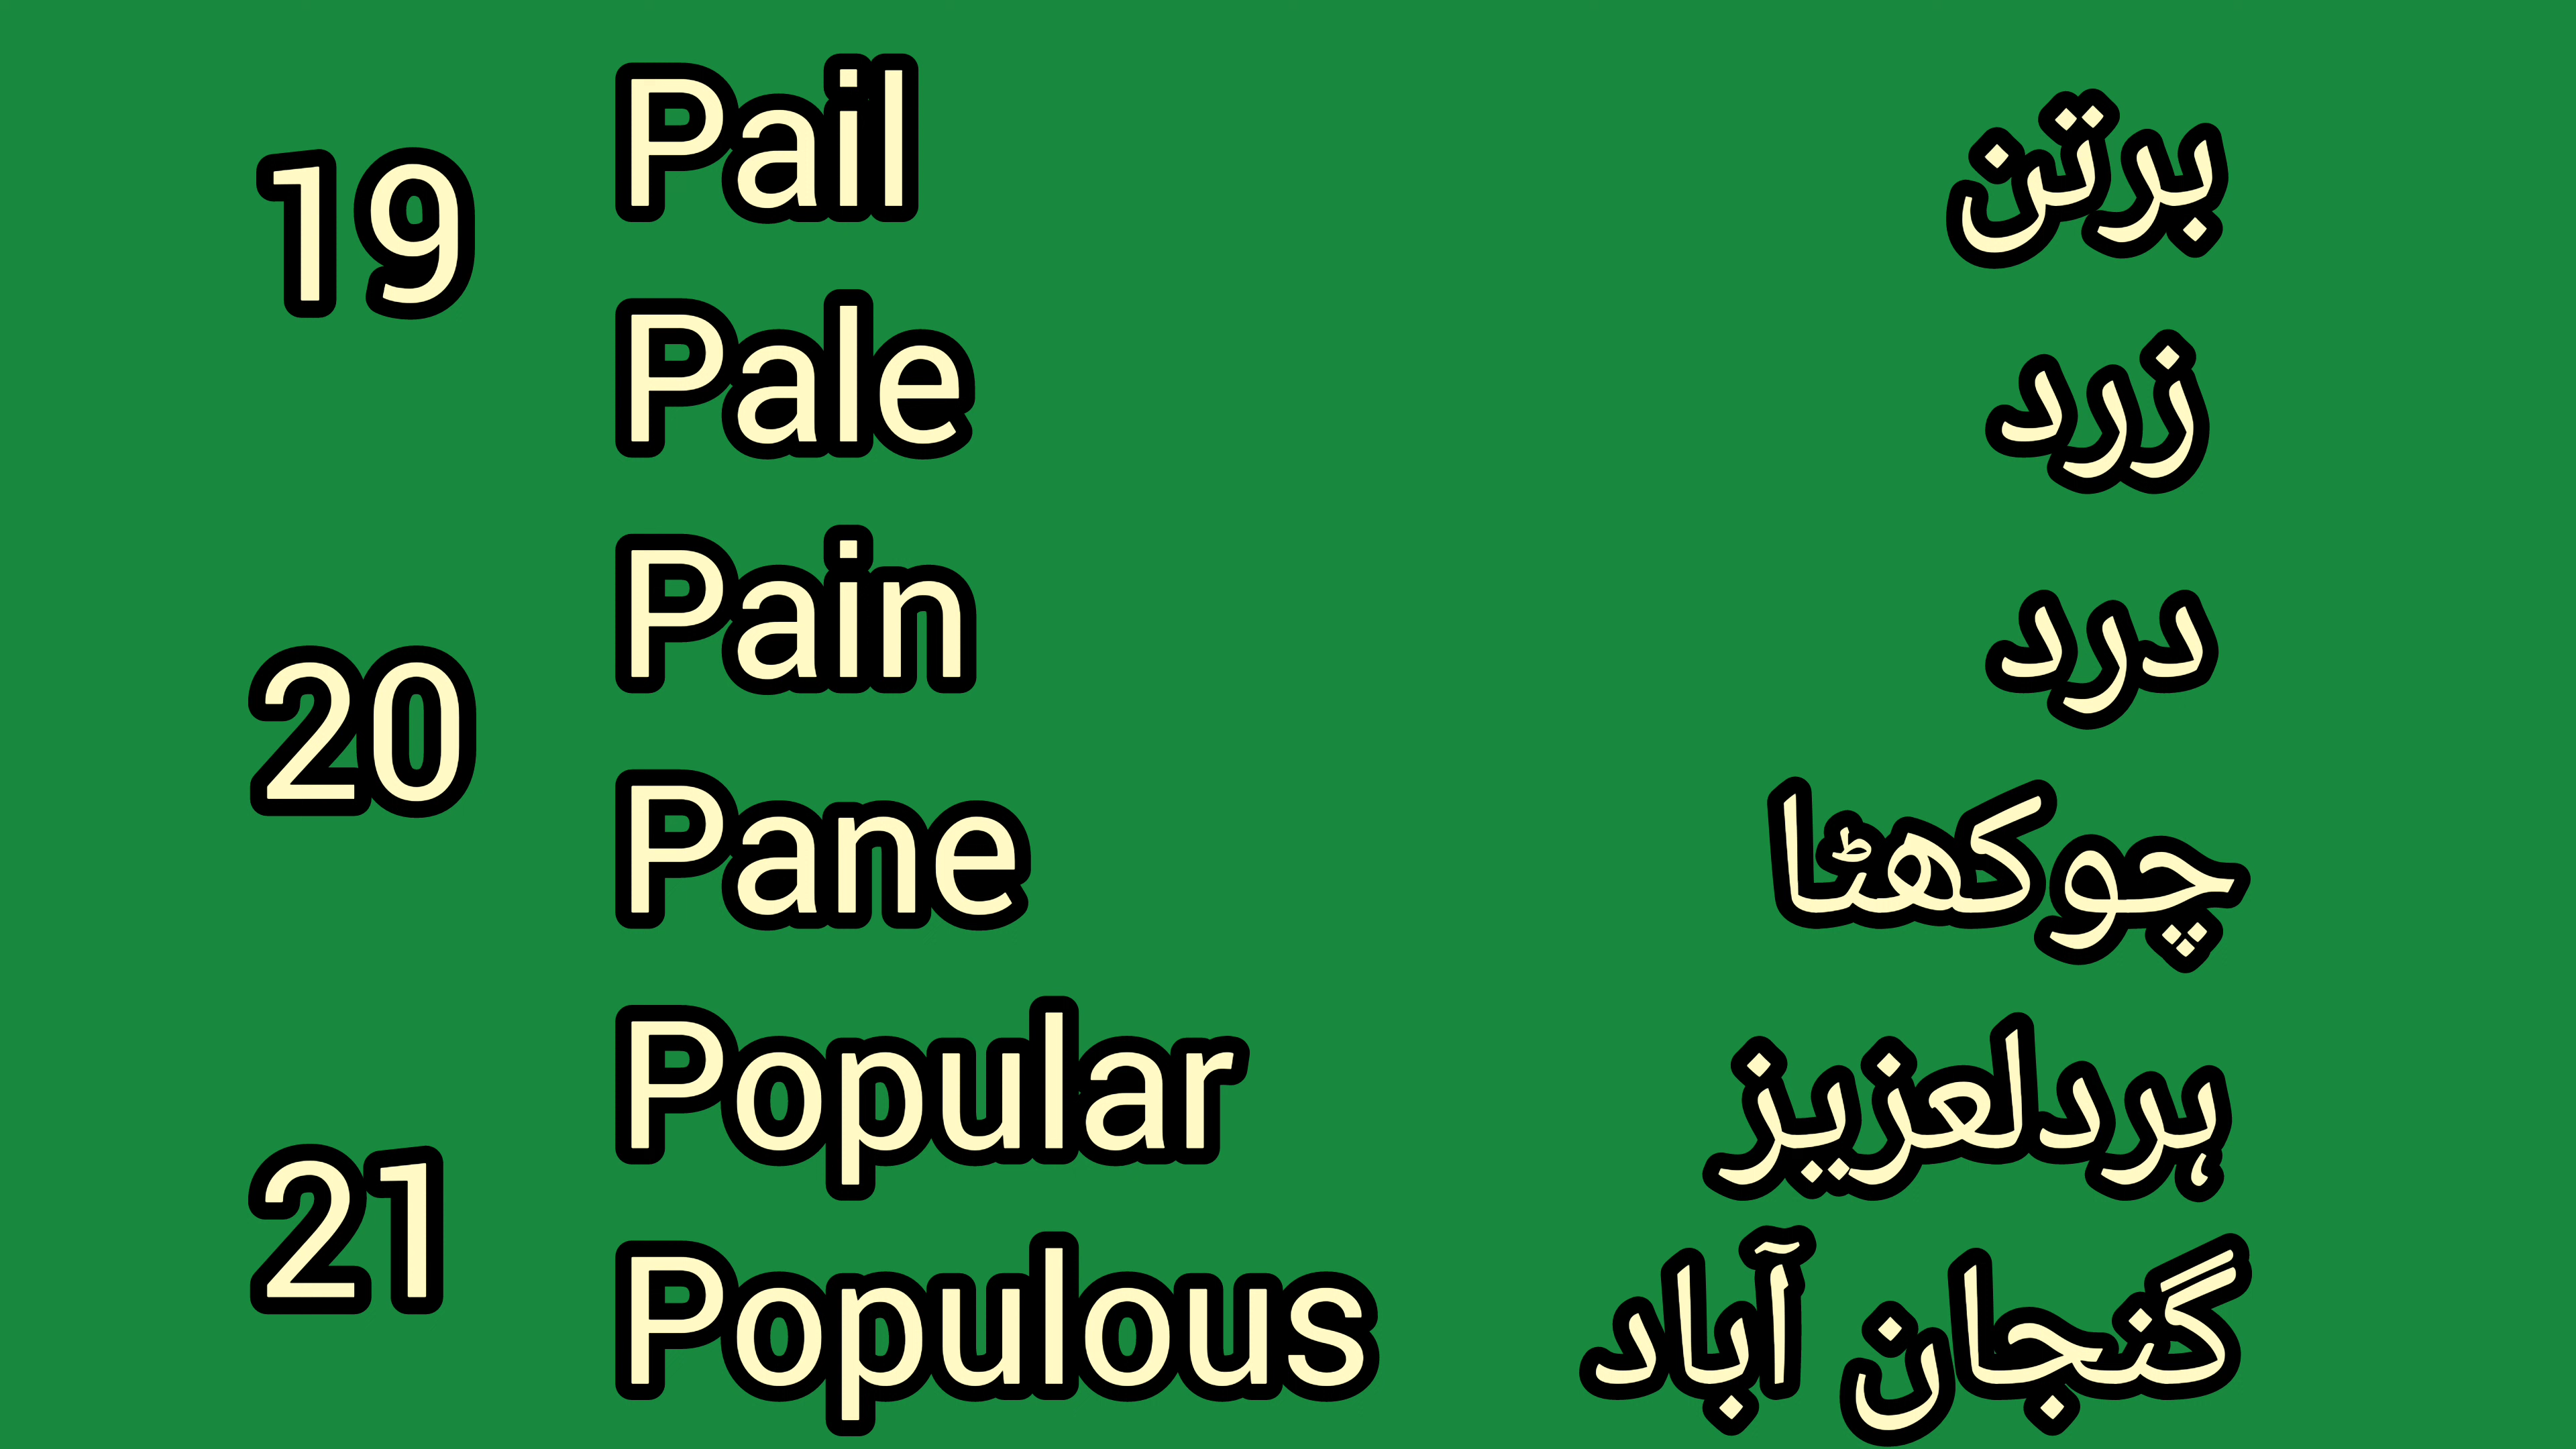 19 Pail برتن
Pale زرد
20 Pain درد
Pane چوکھٹا
21 Popular ہردلعزیز
Populous گنجان آباد